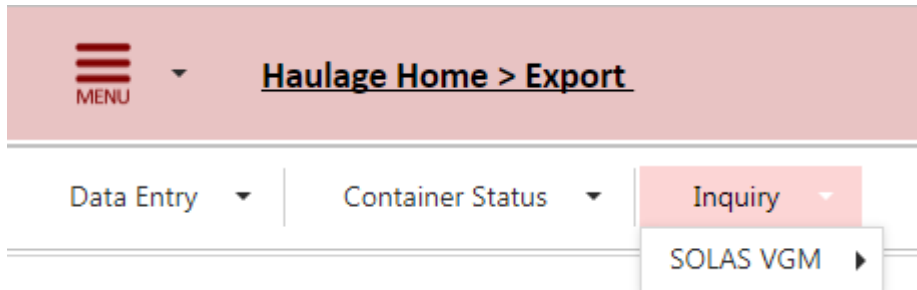 MENU
Haulage Home > Export
Data Entry Container Status Inquiry
SOLAS VGM